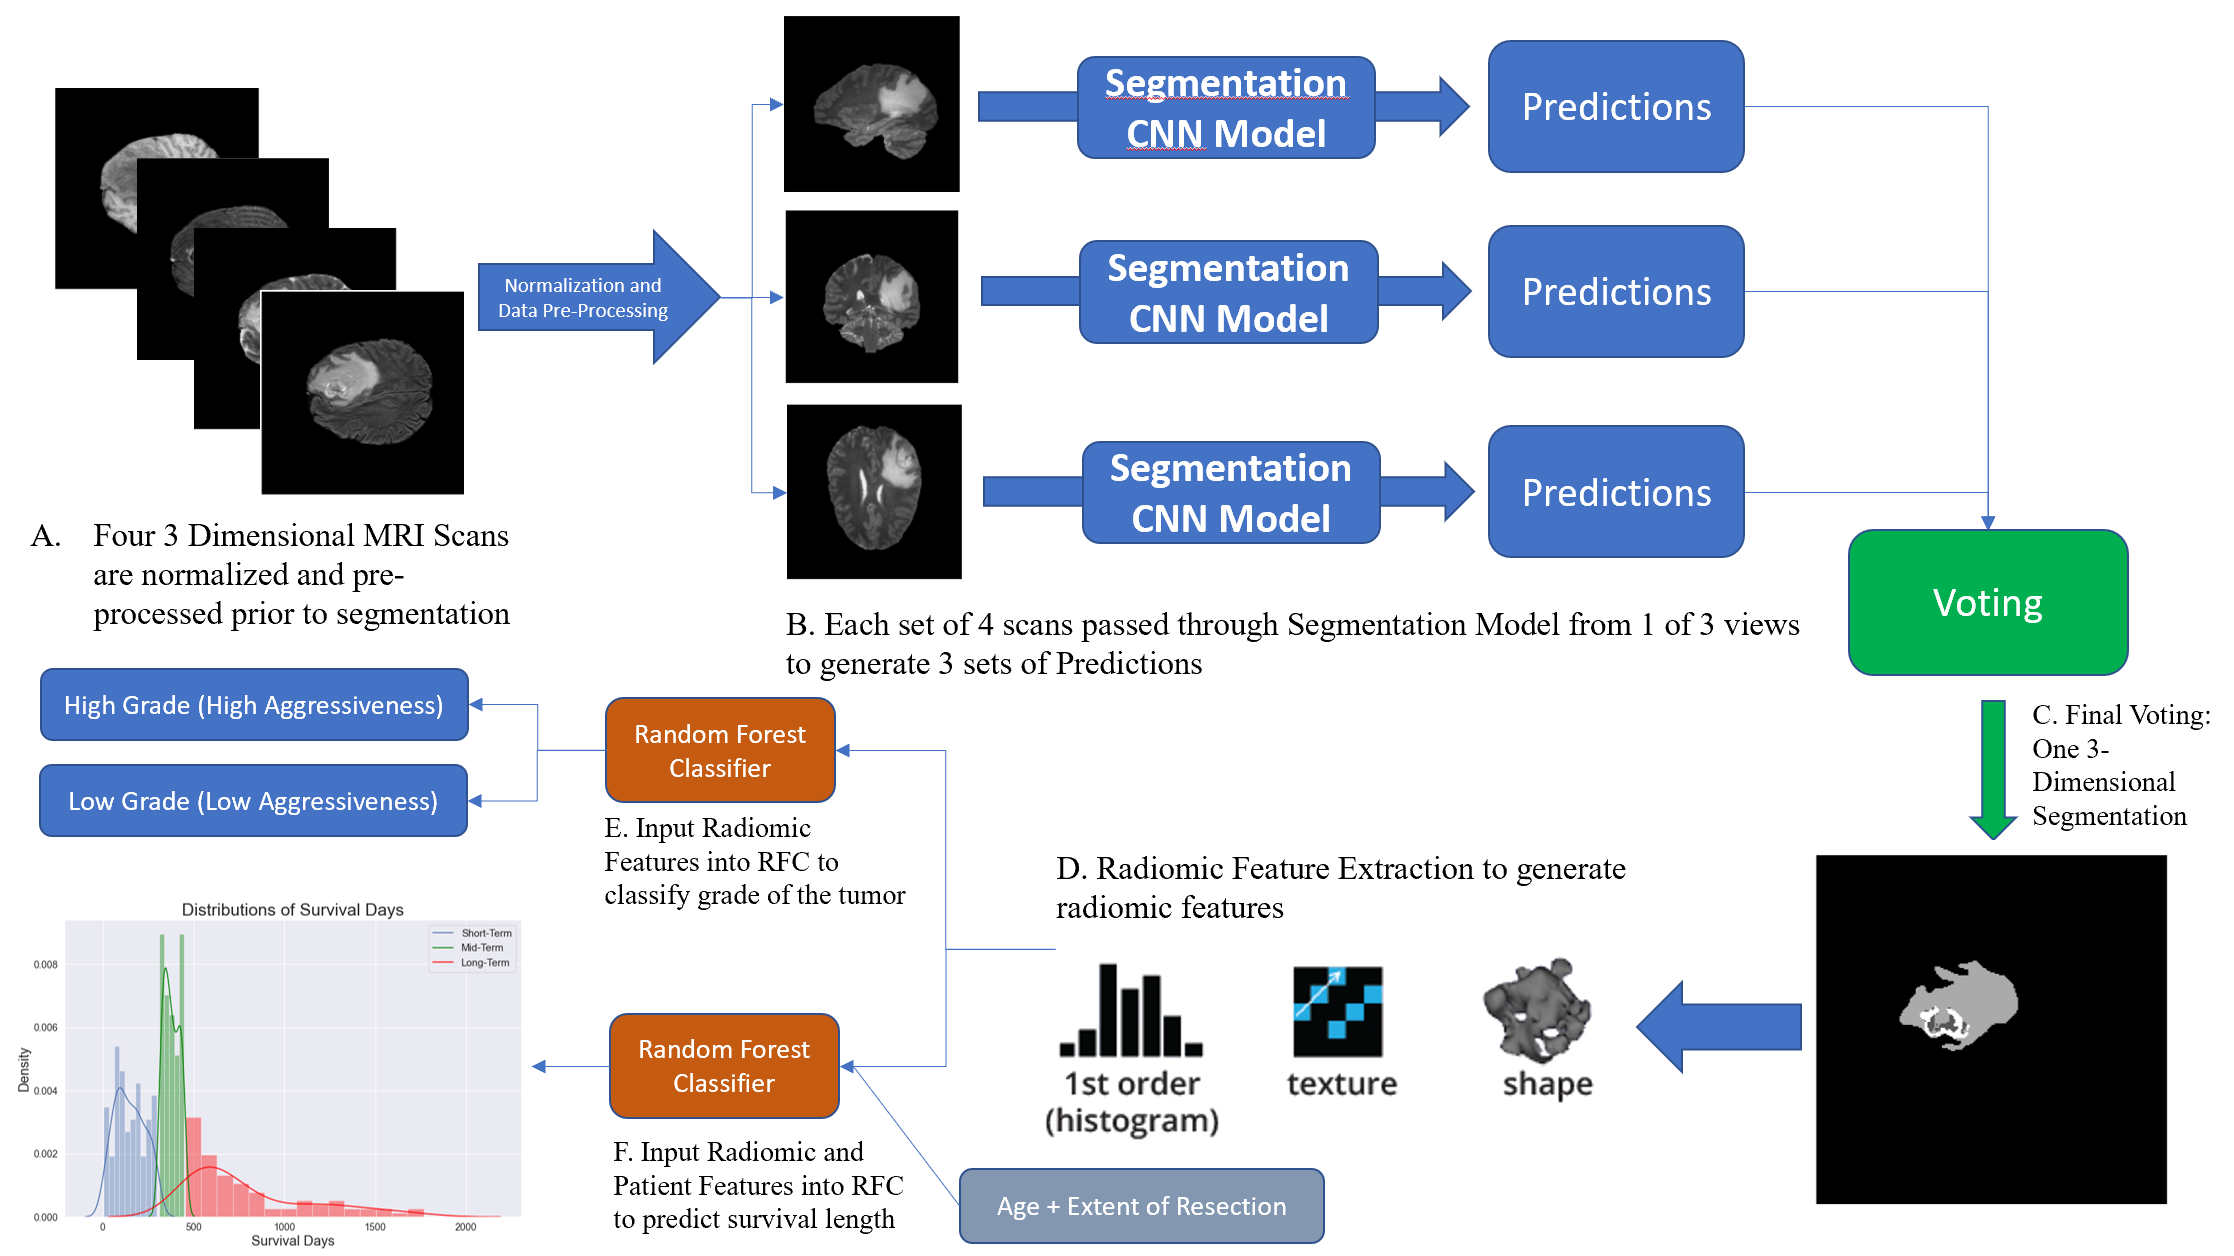 Segmentation
CNN Model
Predictions
Normalization and
Data Pre-Processing
Segmentation
CNN Model
Predictions
Segmentation
CNN Model
Predictions
A. Four 3 Dimensional MRI Scans
are normalized and pre-
processed prior to segmentation
B. Each set of 4 scans passed through Segmentation Model from 1 of 3 views
to generate 3 sets of Predictions
Voting
C. Final Voting:
One 3-
Dimensional
Segmentation
D. Radiomic Feature Extraction to generate
radiomic features
1st order
(histogram)
texture
shape
Random Forest
Classifier
E. Input Radiomic
Features into RFC to
classify grade of the tumor
High Grade (High Aggressiveness)
Low Grade (Low Aggressiveness)
Random Forest
Classifier
F. Input Radiomic and
Patient Features into RFC
to predict survival length
Age + Extent of Resection
Distributions of Survival Days
Short-Term
Mid-Term
Long-Term
Density
0.008
0.006
0.004
0.002
0.000
0 500 1000 1500 2000
Survival Days